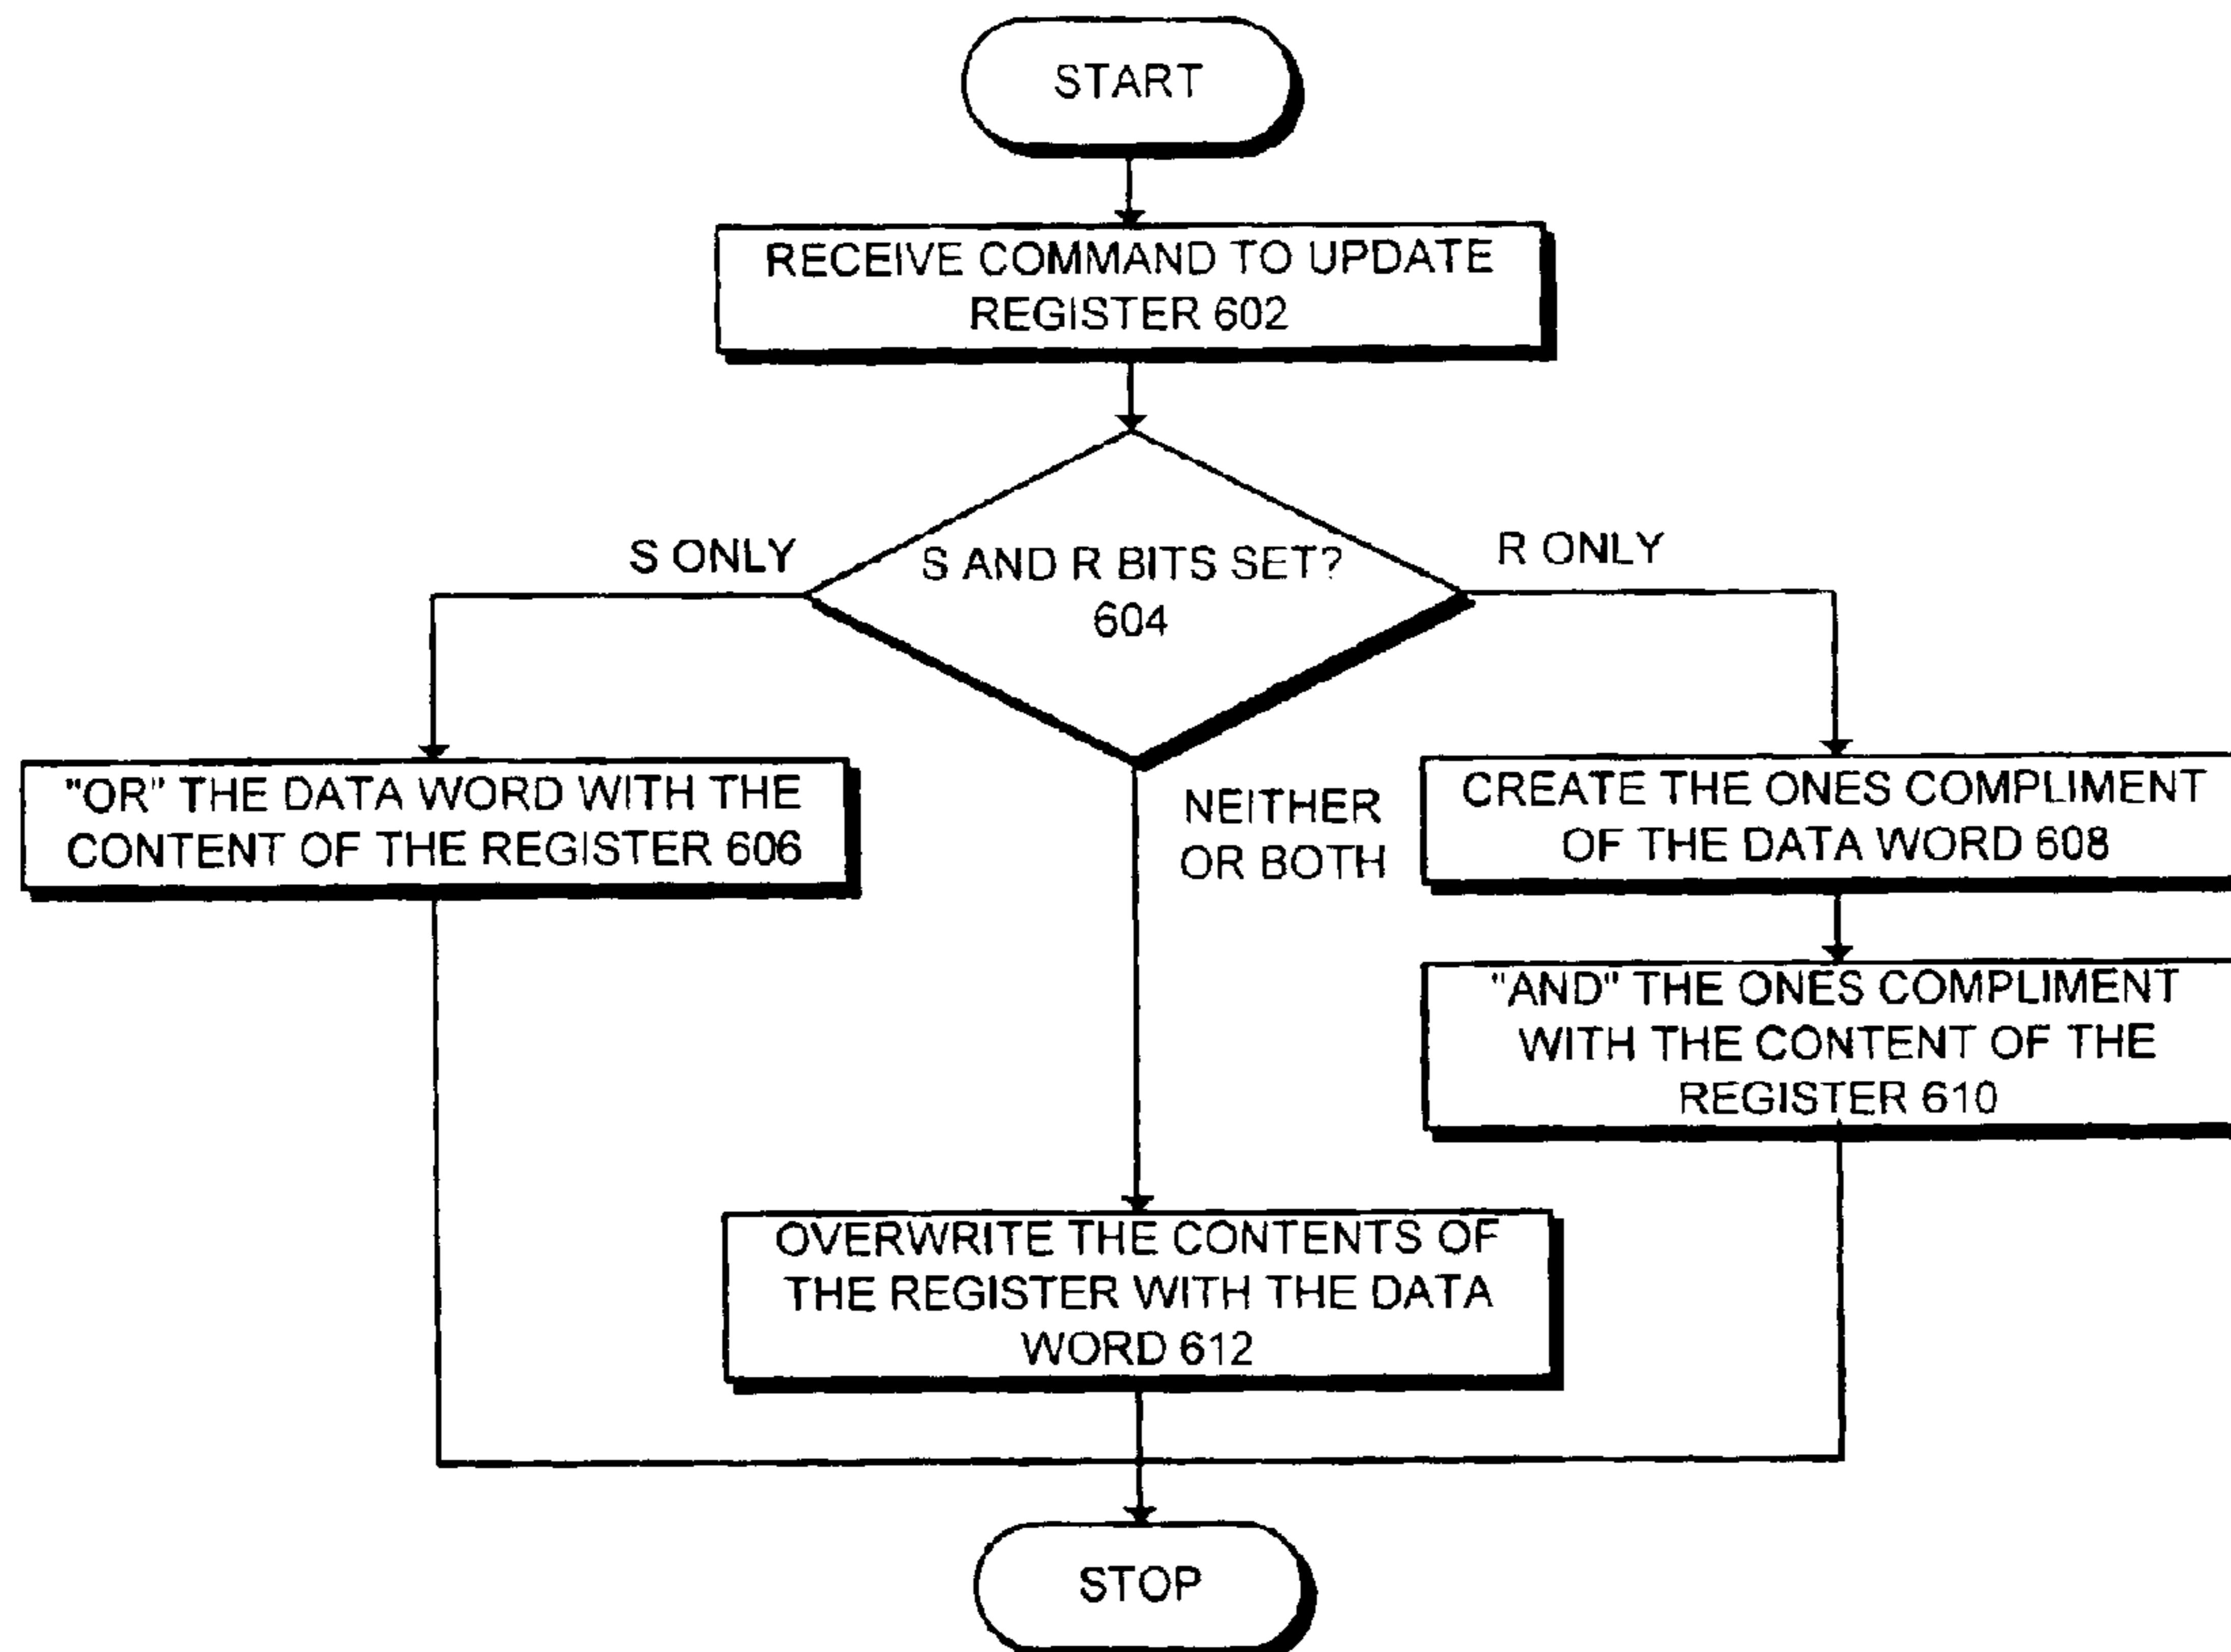 START
RECEIVE COMMAND TO UPDATE
REGISTER 602
S AND R BITS SET?
604
S ONLY
R ONLY
NEITHER
OR BOTH
"OR" THE DATA WORD WITH THE
CONTENT OF THE REGISTER 606
CREATE THE ONES COMPLIMENT
OF THE DATA WORD 608
"AND" THE ONES COMPLIMENT
WITH THE CONTENT OF THE
REGISTER 610
OVERWRITE THE CONTENTS OF
THE REGISTER WITH THE DATA
WORD 612
STOP